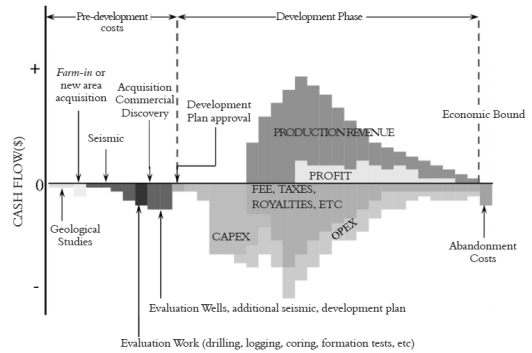 Pre-development
costs
Development Phase
+
Farm-in or
new area
acquisition
Acquisition
Commercial
Discovery
Development
Plan approval
Economic Bound
Seismic
PRODUCTION REVENUE
PROFIT
CASH FLOW($)
0
FEE, TAXES,
ROYALTIES, ETC
Geological
Studies
CAPEX
OPEX
Abandonment
Costs
-
Evaluation Wells, additional seismic, development plan
Evaluation Work (drilling, logging, coring, formation tests, etc)